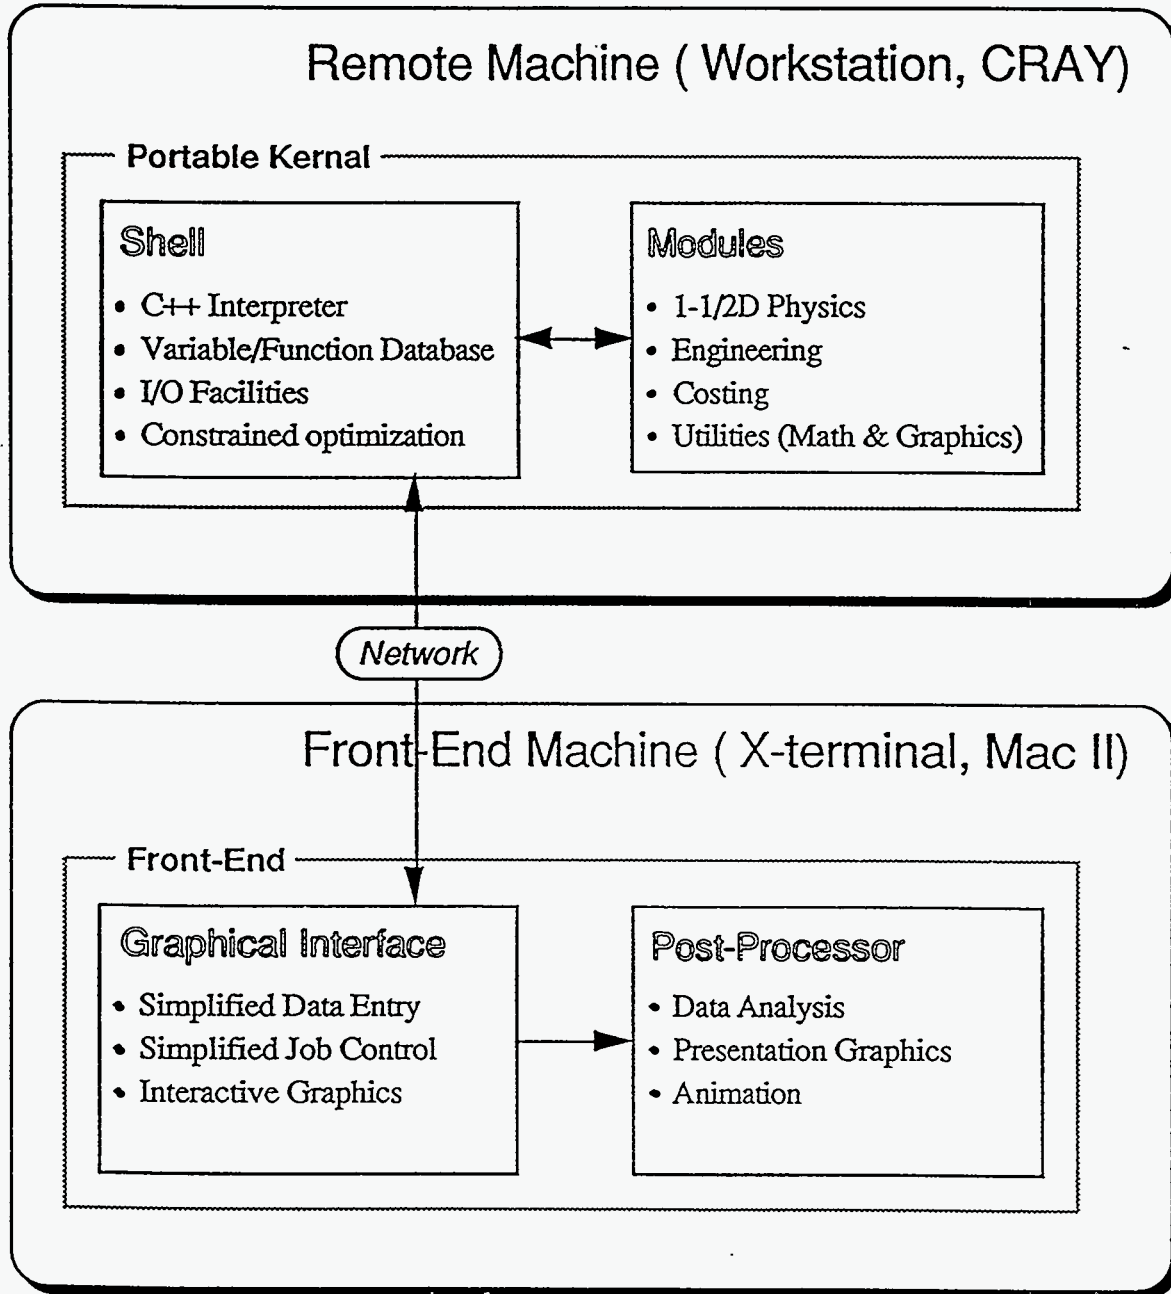 Remote Machine ( Workstation, CRAY)
Portable Kernal
Shell
• C++ Interpreter
• Variable/Function Database
• I/O Facilities
• Constrained optimization
Modules
• 1-1/2D Physics
• Engineering
• Costing
• Utilities (Math & Graphics)
Network
Front-End Machine ( X-terminal, Mac II)
Front-End
Graphical Interface
• Simplified Data Entry
• Simplified Job Control
• Interactive Graphics
Post-Processor
• Data Analysis
• Presentation Graphics
• Animation